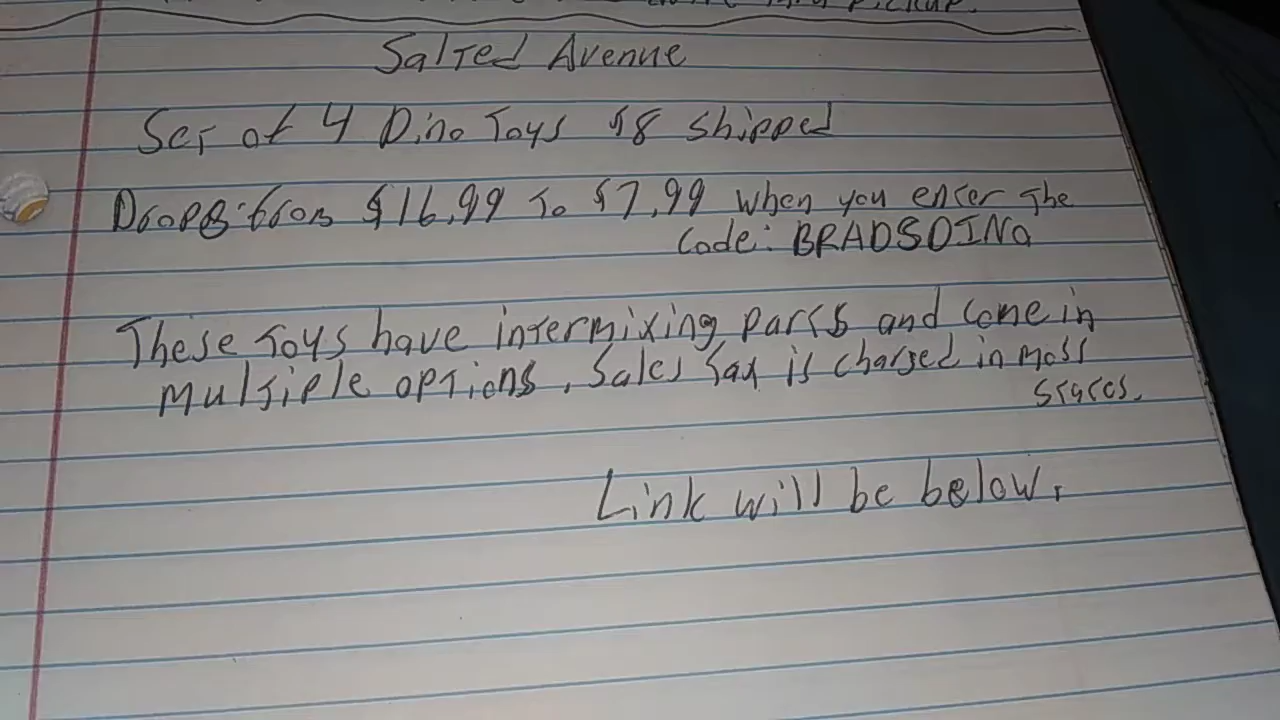 PICKUP.
Salted Avenue
Set of 4 Dino Toys $8 shipped
Drops from $16.99 To $7.99 when you enter The
Code: BRADSDINO
These Toys have intermixing parts and come in
multiple options. Sales Tax is charged in most
states.
Link will be below.